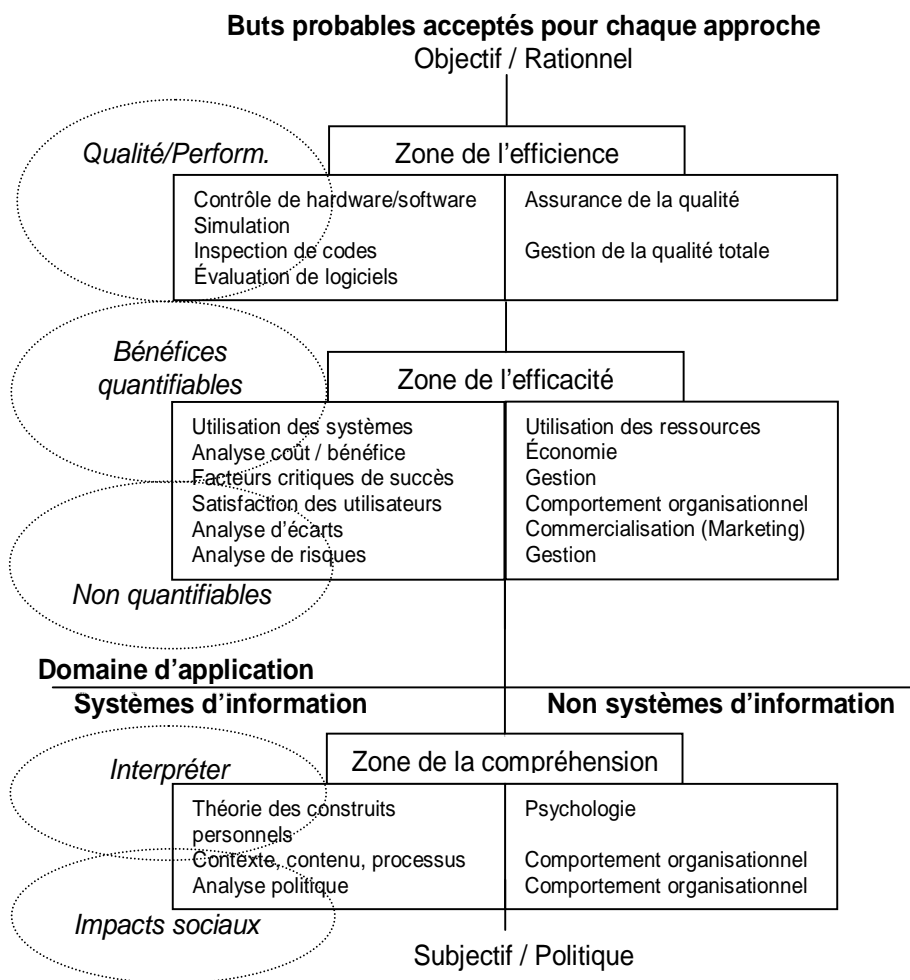 Buts probables acceptés pour chaque approche
Objectif / Rationnel
Qualité/Perform.
Zone de l'efficience
Contrôle de hardware/software
Simulation
Inspection de codes
Évaluation de logiciels
Assurance de la qualité
Gestion de la qualité totale
Bénéfices
quantifiables
Zone de l'efficacité
Utilisation des systèmes
Analyse coût / bénéfice
Facteurs critiques de succès
Satisfaction des utilisateurs
Analyse d'écarts
Analyse de risques
Utilisation des ressources
Économie
Gestion
Comportement organisationnel
Commercialisation (Marketing)
Gestion
Non quantifiables
Domaine d'application
Systèmes d'information
Non systèmes d'information
Interpréter
Zone de la compréhension
Théorie des construits
personnels
Contexte, contenu, processus
Analyse politique
Psychologie
Comportement organisationnel
Comportement organisationnel
Impacts sociaux
Subjectif / Politique